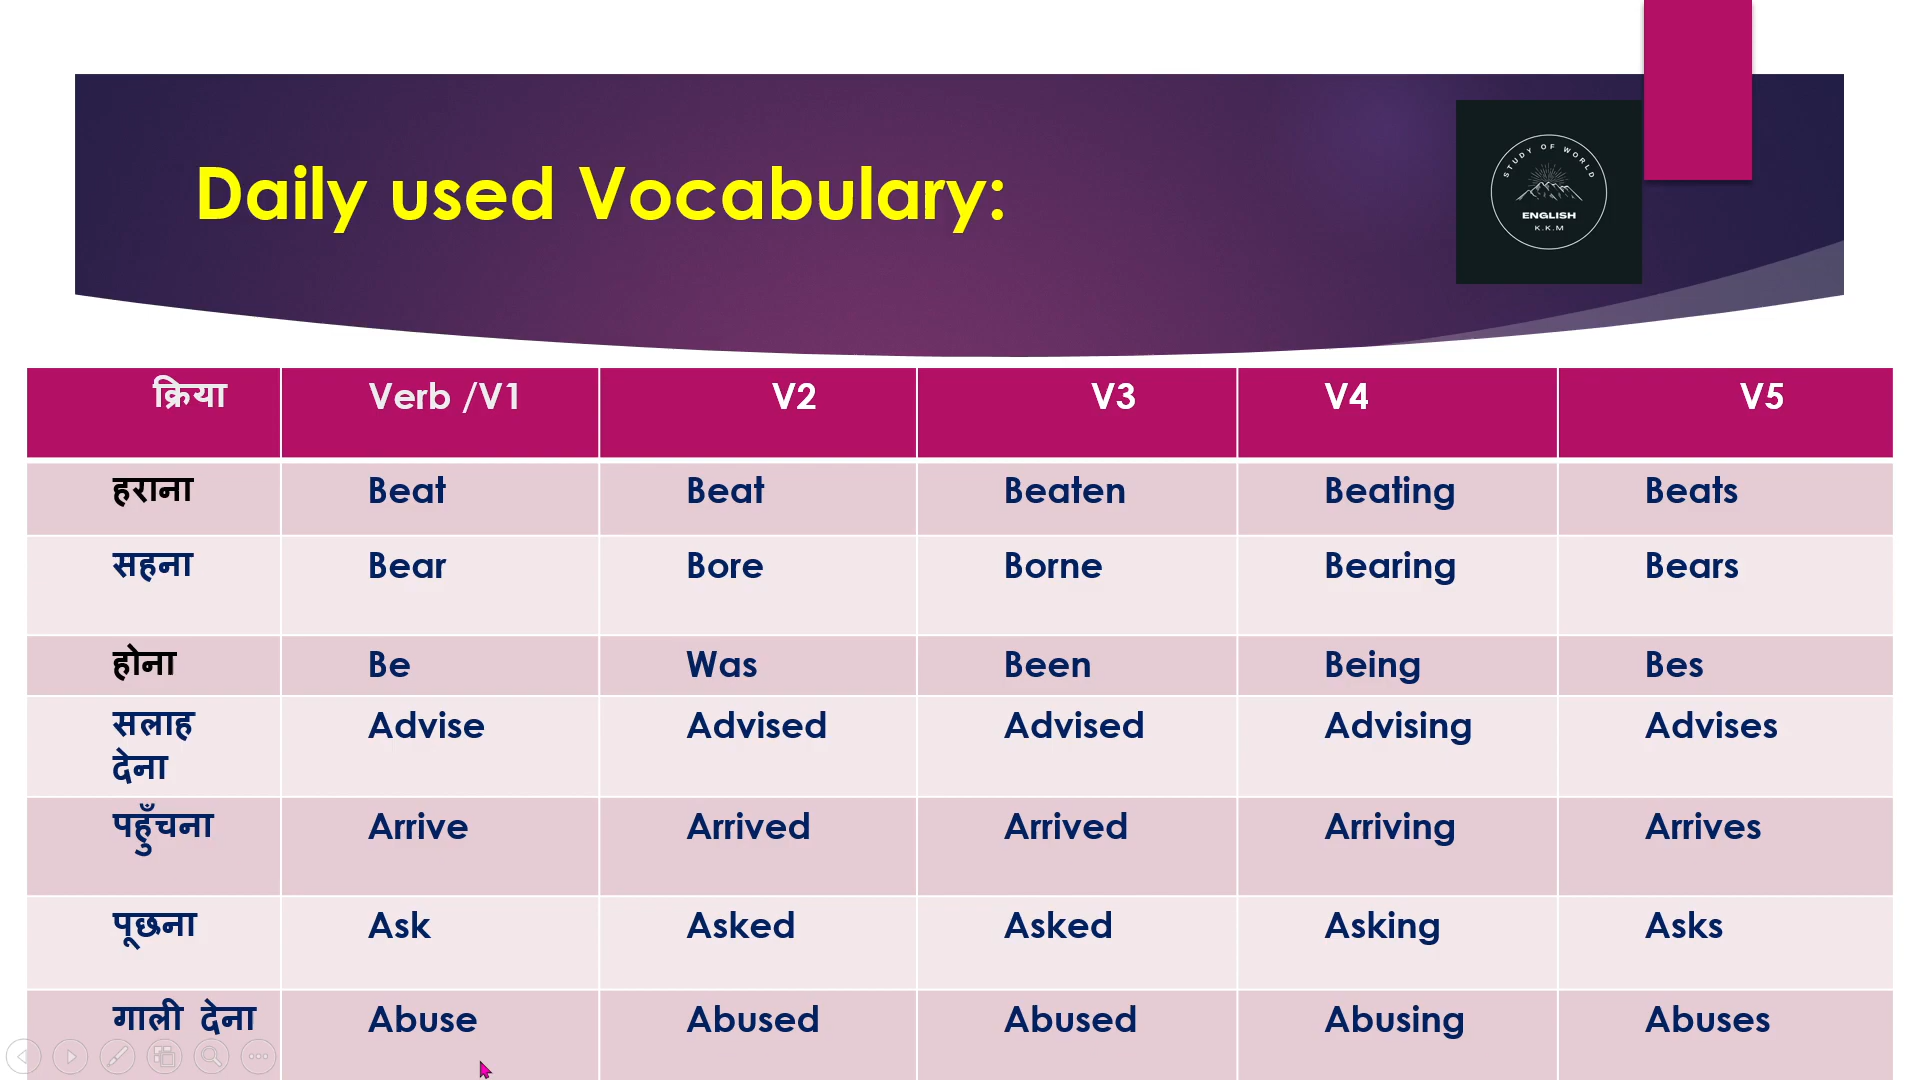 Daily used Vocabulary:
STUDY OF WORLD
ENGLISH
K.K.M
क्रिया Verb /V1 V2 V3 V4 V5
हराना Beat Beat Beaten Beating Beats
सहना Bear Bore Borne Bearing Bears
होना Be Was Been Being Bes
सलाह देना Advise Advised Advised Advising Advises
पहुँचना Arrive Arrived Arrived Arriving Arrives
पूछना Ask Asked Asked Asking Asks
गाली देना Abuse Abused Abused Abusing Abuses